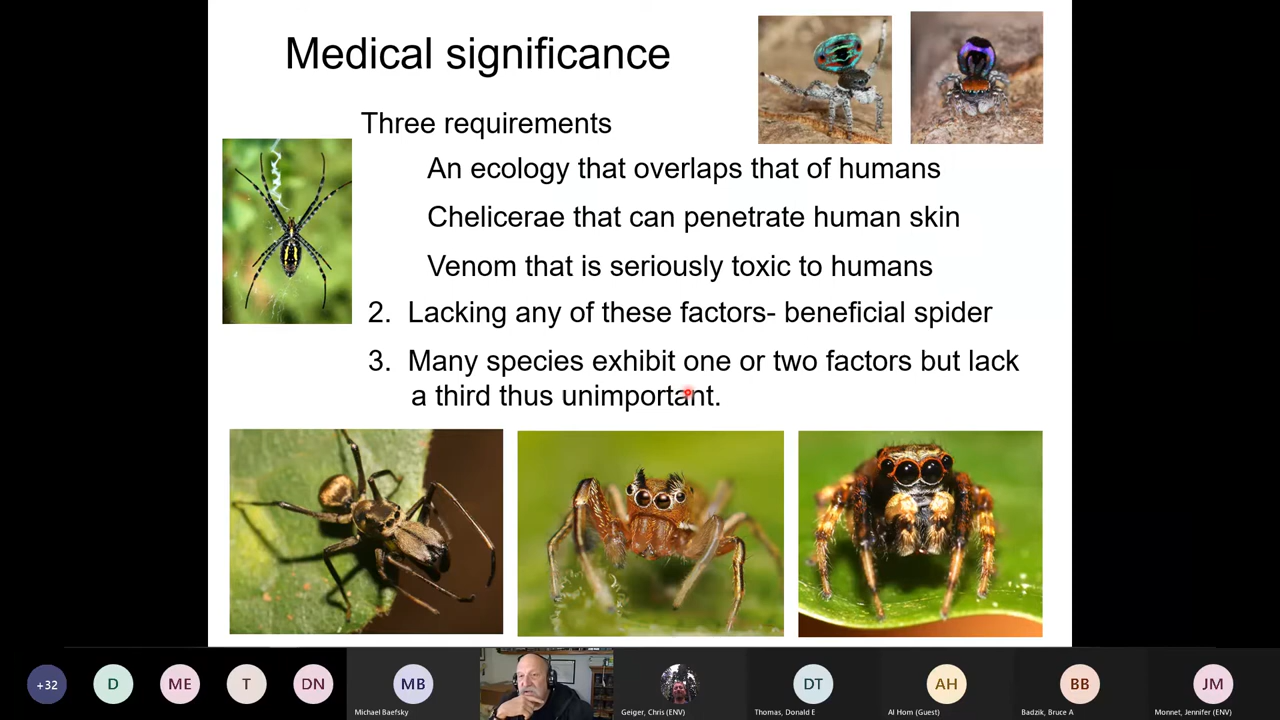 Medical significance
Three requirements
An ecology that overlaps that of humans
Chelicerae that can penetrate human skin
Venom that is seriously toxic to humans
2. Lacking any of these factors- beneficial spider
3. Many species exhibit one or two factors but lack
a third thus unimportant.
+32
D
ME
T
DN
MB
DT
AH
BB
JM
Michael Baefsky
Geiger, Chris (ENV)
Thomas, Donald E
Al Hom (Guest)
Badzik, Bruce A
Monnet, Jennifer (ENV)